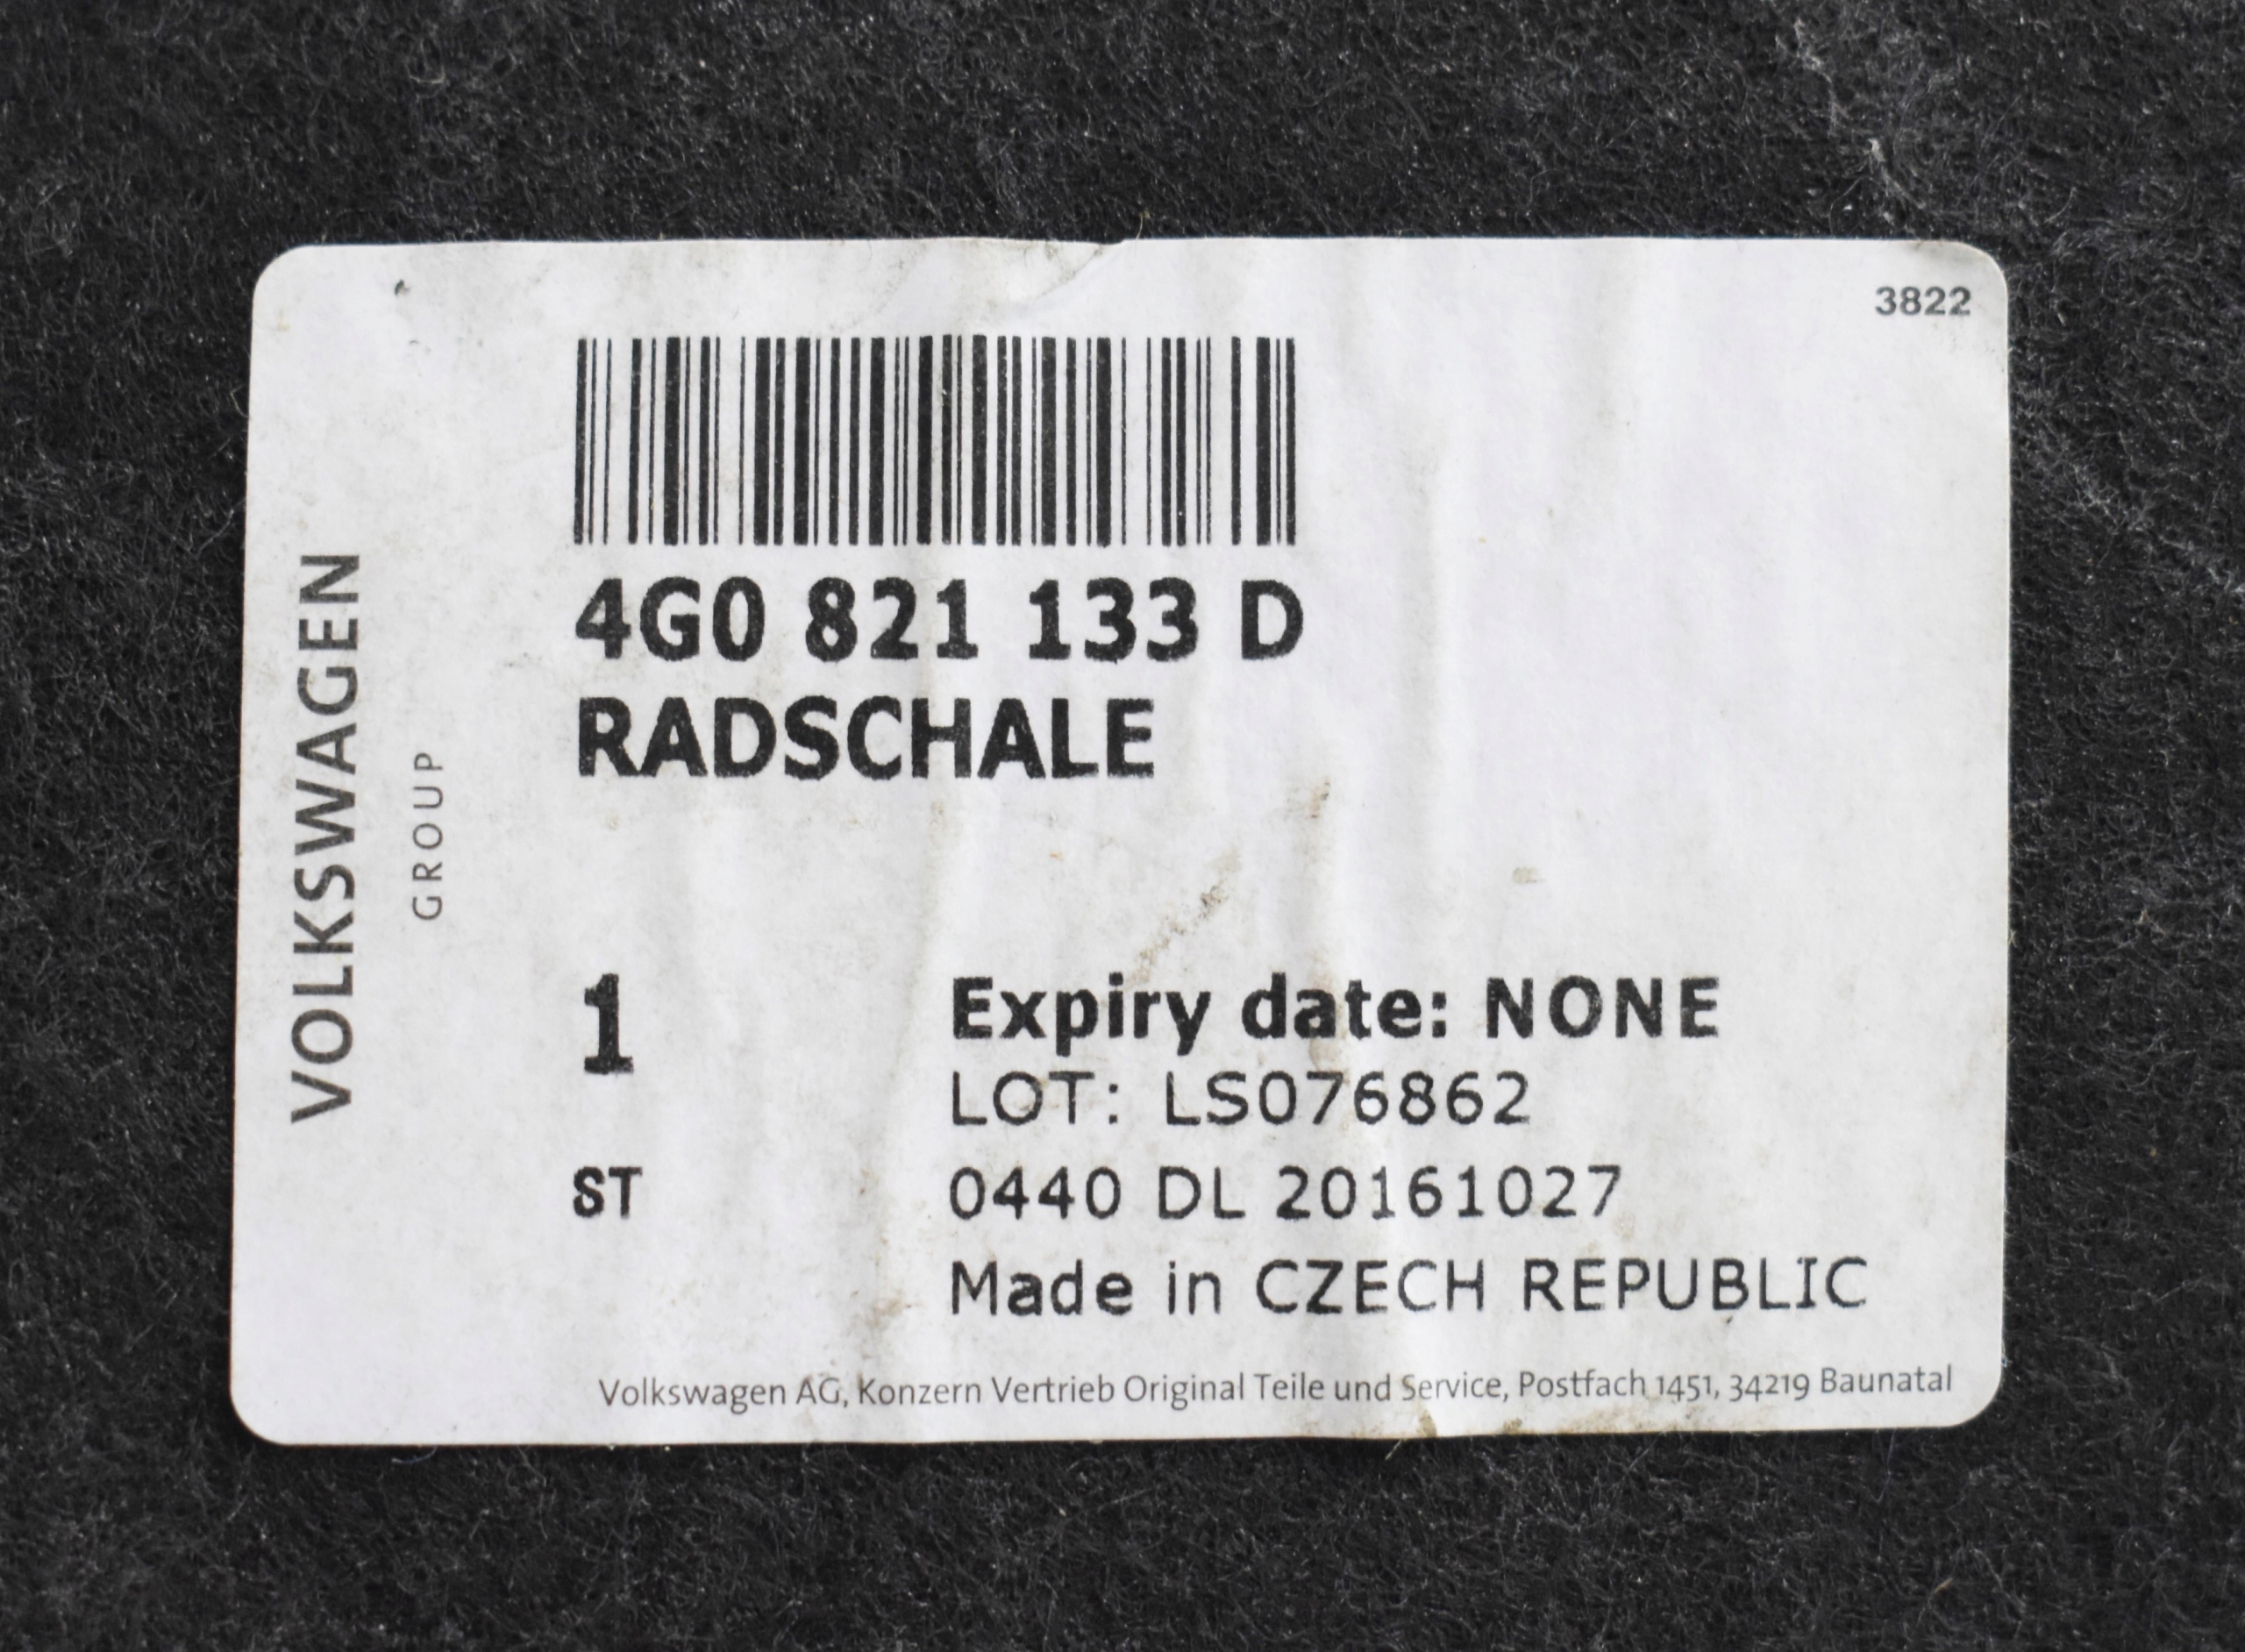 3822
VOLKSWAGEN
GROUP
4G0 821 133 D
RADSCHALE
1
Expiry date: NONE
LOT: LS076862
ST
0440 DL 20161027
Made in CZECH REPUBLIC
Volkswagen AG, Konzern Vertrieb Original Teile und Service, Postfach 1451, 34219 Baunatal